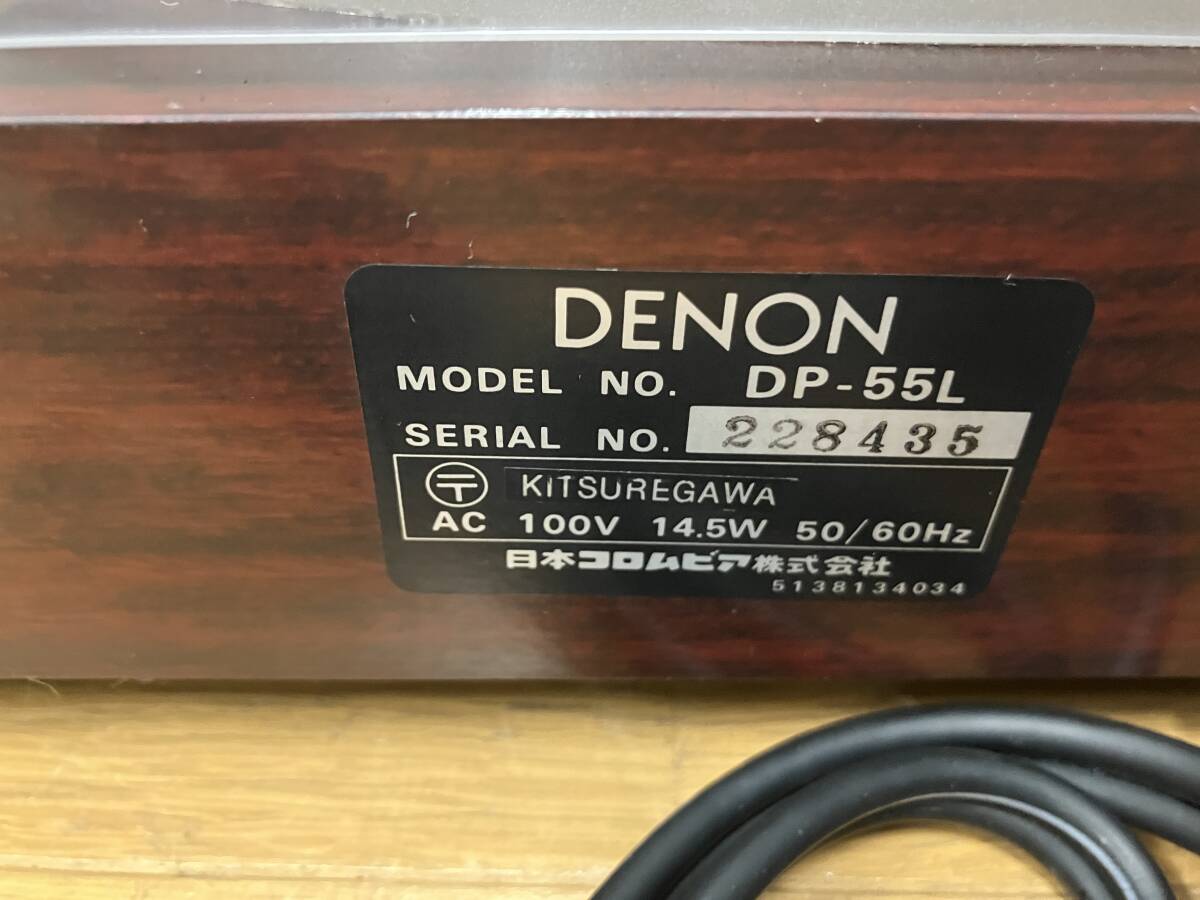 DENON
MODEL NO. DP-55L
SERIAL NO. 228435
〒 KITSUREGAWA
AC 100V 14.5W 50/60Hz
日本コロムビア株式会社
5138134034